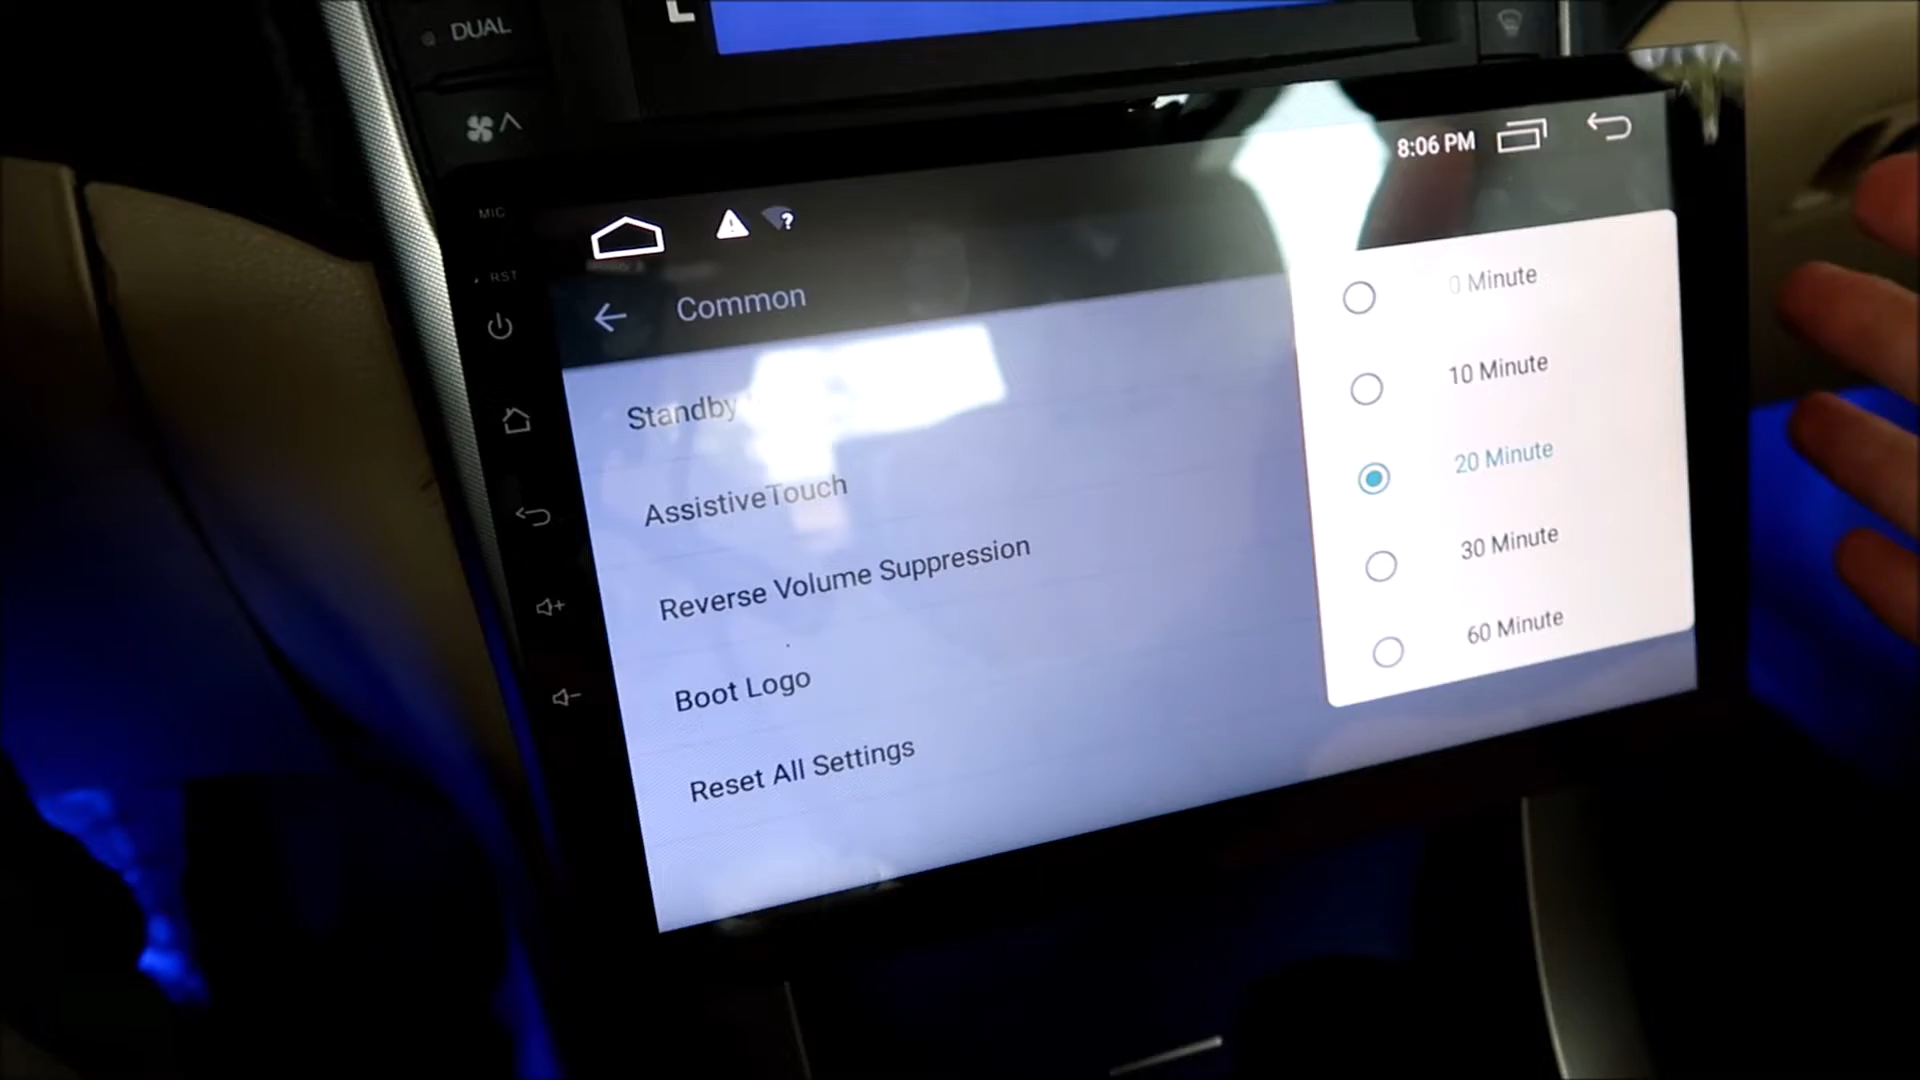 DUAL
MIC
RST
8:06 PM
?
Common
Standby
AssistiveTouch
Reverse Volume Suppression
Boot Logo
Reset All Settings
0 Minute
10 Minute
20 Minute
30 Minute
60 Minute